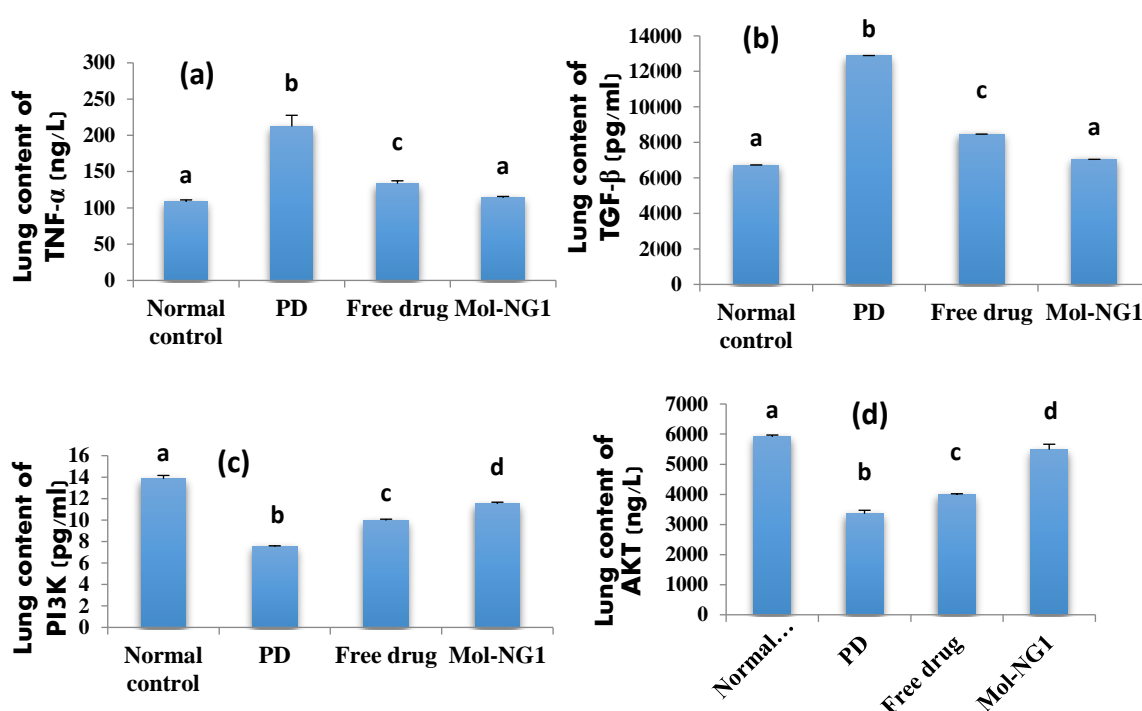 (a)
Lung content of
TNF-α (ng/L)
300
250
200
150
100
50
0
a
b
c
a
Normal control
PD
Free drug
Mol-NG1
(b)
Lung content of
TGF-β (pg/ml)
14000
12000
10000
8000
6000
4000
2000
0
a
b
c
a
Normal
control
PD
Free drug
Mol-NG1
(c)
Lung content of
PI3K (pg/ml)
16
14
12
10
8
6
4
2
0
a
b
c
d
Normal
control
PD
Free drug
Mol-NG1
(d)
Lung content of
AKT (ng/L)
7000
6000
5000
4000
3000
2000
1000
0
a
b
c
d
Normal...
PD
Free drug
Mol-NG1